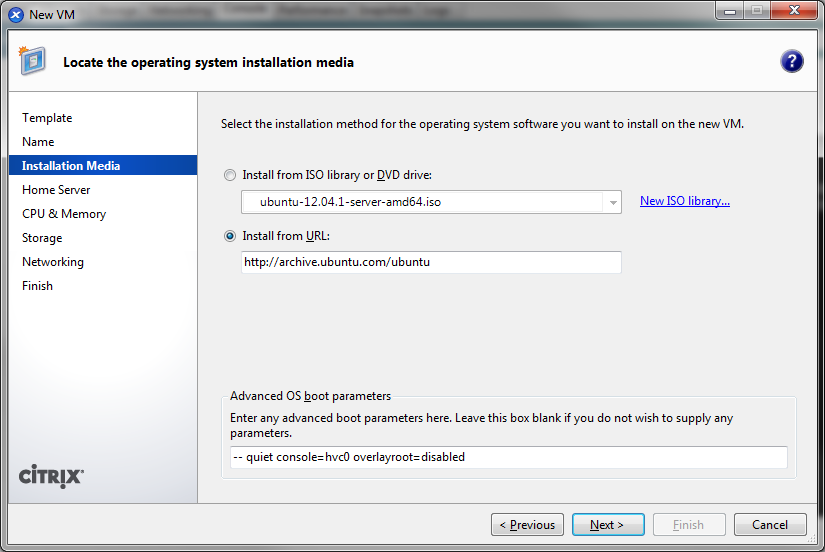 New VM
Locate the operating system installation media
Template
Name
Installation Media
Home Server
CPU & Memory
Storage
Networking
Finish
CITRIX
Select the installation method for the operating system software you want to install on the new VM.
Install from ISO library or DVD drive:
ubuntu-12.04.1-server-amd64.iso
New ISO library...
Install from URL:
http://archive.ubuntu.com/ubuntu
Advanced OS boot parameters
Enter any advanced boot parameters here. Leave this box blank if you do not wish to supply any
parameters.
-- quiet console=hvc0 overlayroot=disabled
< Previous
Next >
Finish
Cancel